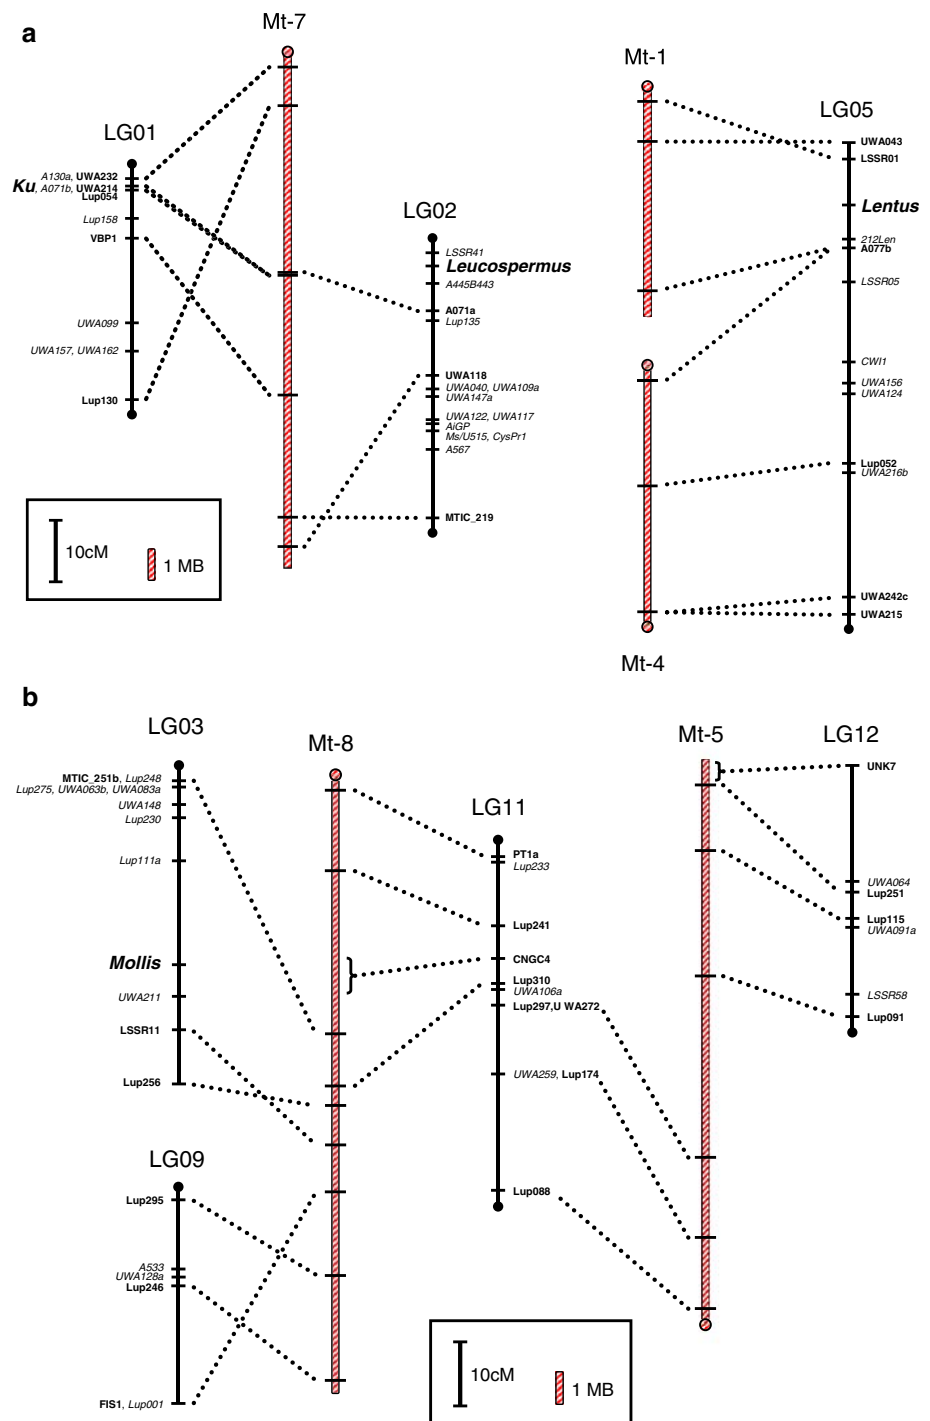 a
Mt-7
LG01
A130a, UWA232
Ku, A071b, UWA214
Lup054
Lup158
VBP1
UWA099
UWA157, UWA162
Lup130
LG02
LSSR41
Leucospermus
A445B443
A071a
Lup135
UWA118
UWA040, UWA109a
UWA147a
UWA122, UWA117
AiGP
Ms/U515, CysPr1
A567
MTIC_219
10cM
1 MB
Mt-1
LG05
UWA043
LSSR01
Lentus
212Len
A077b
LSSR05
CWI1
UWA156
UWA124
Lup052
UWA216b
UWA242c
UWA215
Mt-4
b
LG03
MTIC_251b, Lup248
Lup275, UWA063b, UWA083a
UWA148
Lup230
Lup111a
Mollis
UWA211
LSSR11
Lup256
LG09
Lup295
A533
UWA128a
Lup246
FIS1, Lup001
Mt-8
LG11
PT1a
Lup233
Lup241
CNGC4
Lup310
UWA106a
Lup297,U WA272
UWA259, Lup174
Lup088
Mt-5
LG12
UNK7
UWA064
Lup251
Lup115
UWA091a
LSSR58
Lup091
10cM
1 MB